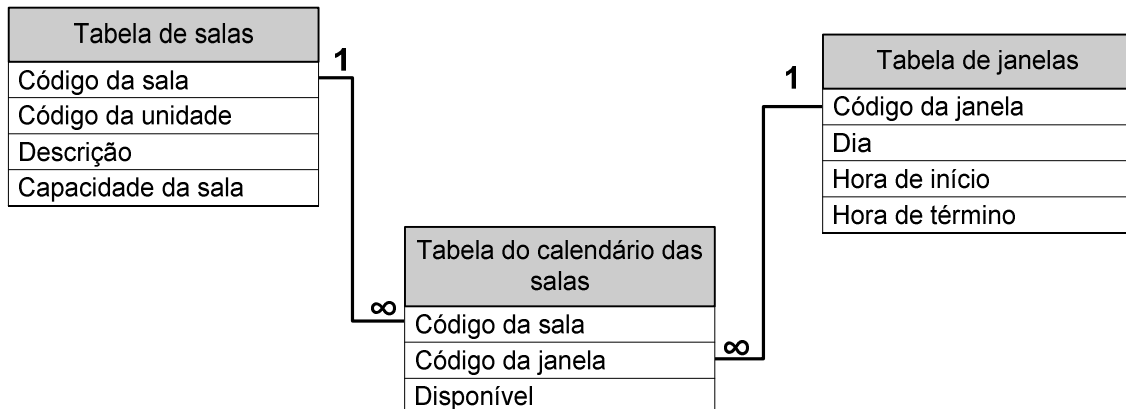 Tabela de salas
1
Código da sala
Código da unidade
Descrição
Capacidade da sala
Tabela de janelas
1
Código da janela
Dia
Hora de início
Hora de término
Tabela do calendário das
salas
∞
Código da sala
Código da janela
∞
Disponível